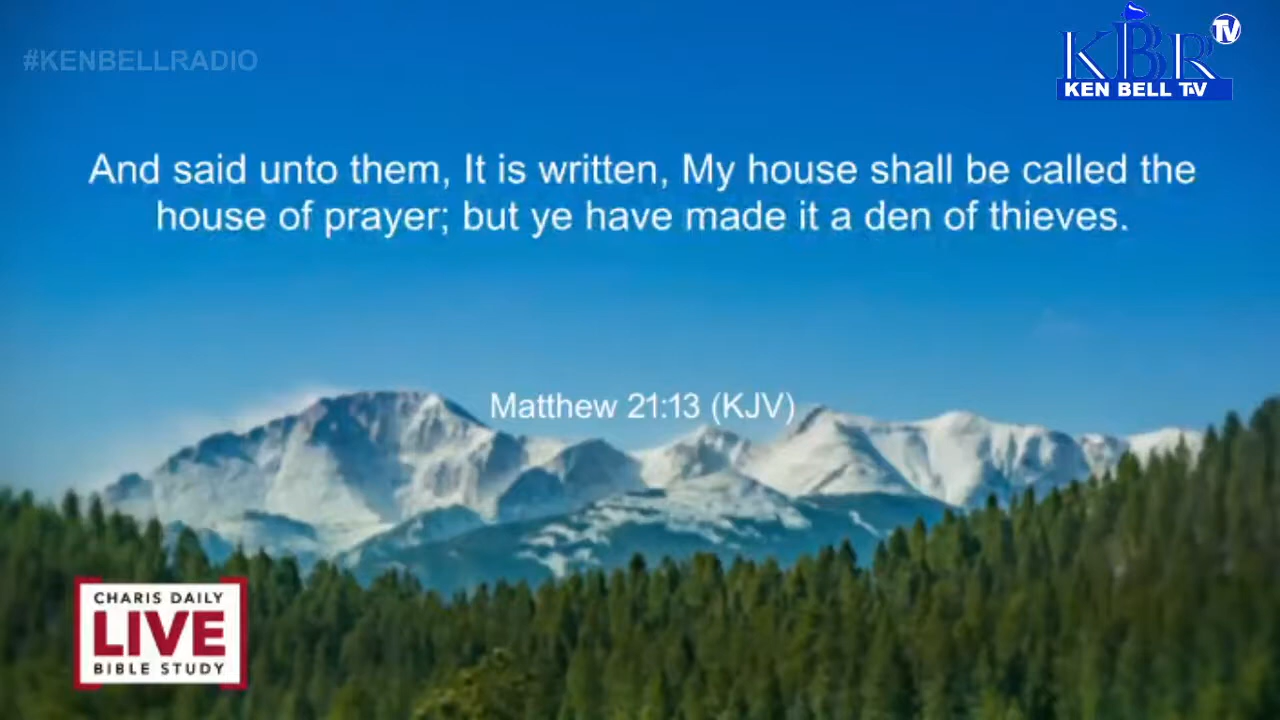 #KENBELLRADIO
KBR TV
KEN BELL TV
And said unto them, It is written, My house shall be called the
house of prayer; but ye have made it a den of thieves.
Matthew 21:13 (KJV)
CHARIS DAILY
LIVE
BIBLE STUDY